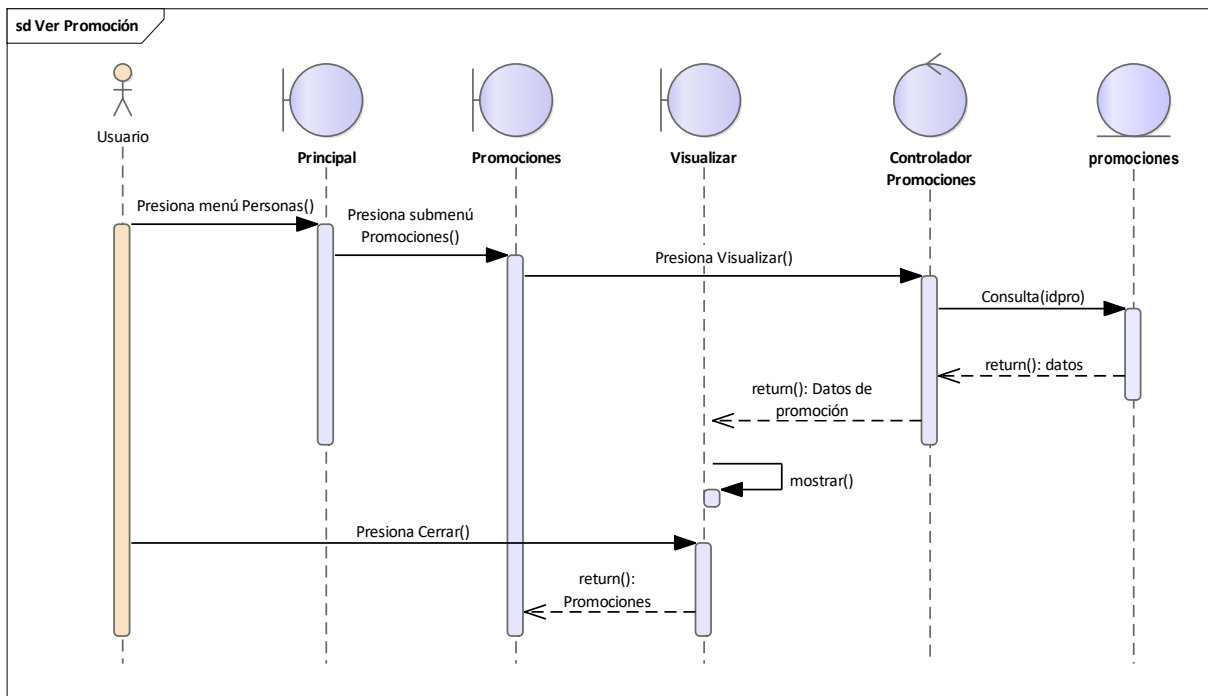 sd Ver Promoción
Usuario
Principal
Promociones
Visualizar
Controlador
Promociones
promociones
Presiona menú Personas()
Presiona submenú
Promociones()
Presiona Visualizar()
Consulta(idpro)
return(): datos
return(): Datos de
promoción
mostrar()
Presiona Cerrar()
return():
Promociones